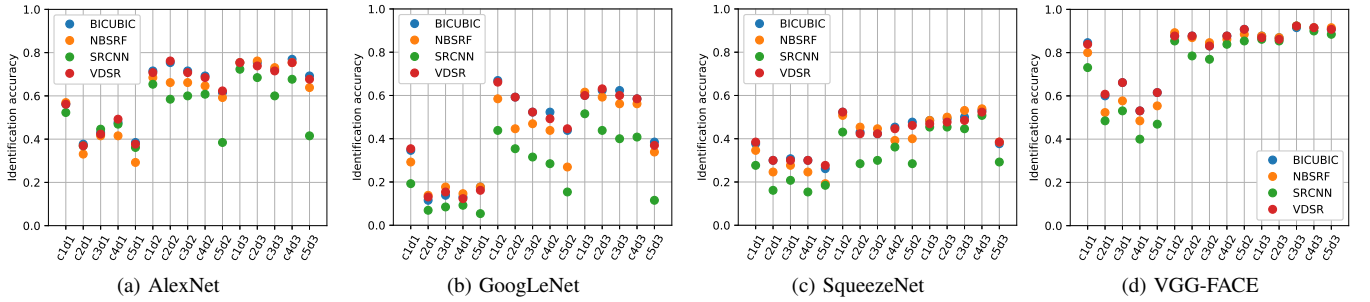 1.0
0.8
0.6
0.4
0.2
0.0
Identification accuracy
BICUBIC
NBSRF
SRCNN
VDSR
c1d1 c2d1 c3d1 c4d1 c5d1 c1d2 c2d2 c3d2 c4d2 c5d2 c1d3 c2d3 c3d3 c4d3 c5d3
(a) AlexNet
1.0
0.8
0.6
0.4
0.2
0.0
Identification accuracy
BICUBIC
NBSRF
SRCNN
VDSR
c1d1 c2d1 c3d1 c4d1 c5d1 c1d2 c2d2 c3d2 c4d2 c5d2 c1d3 c2d3 c3d3 c4d3 c5d3
(b) GoogLeNet
1.0
0.8
0.6
0.4
0.2
0.0
Identification accuracy
BICUBIC
NBSRF
SRCNN
VDSR
c1d1 c2d1 c3d1 c4d1 c5d1 c1d2 c2d2 c3d2 c4d2 c5d2 c1d3 c2d3 c3d3 c4d3 c5d3
(c) SqueezeNet
1.0
0.8
0.6
0.4
0.2
0.0
Identification accuracy
BICUBIC
NBSRF
SRCNN
VDSR
c1d1 c2d1 c3d1 c4d1 c5d1 c1d2 c2d2 c3d2 c4d2 c5d2 c1d3 c2d3 c3d3 c4d3 c5d3
(d) VGG-FACE